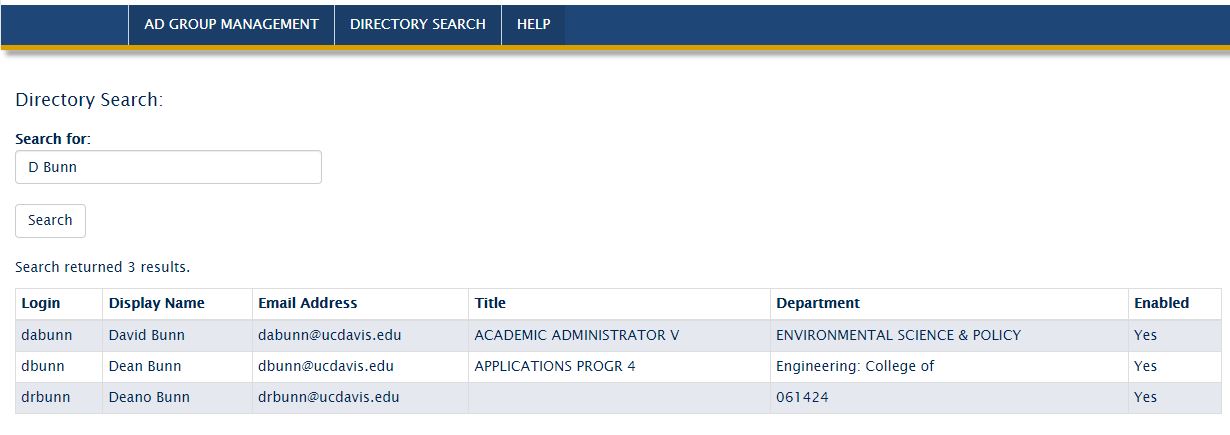 AD GROUP MANAGEMENT DIRECTORY SEARCH HELP
Directory Search:
Search for:
D Bunn
Search
Search returned 3 results.
Login Display Name Email Address Title Department Enabled
dabunn David Bunn dabunn@ucdavis.edu ACADEMIC ADMINISTRATOR V ENVIRONMENTAL SCIENCE & POLICY Yes
dbunn Dean Bunn dbunn@ucdavis.edu APPLICATIONS PROGR 4 Engineering: College of Yes
drbunn Deano Bunn drbunn@ucdavis.edu 061424 Yes